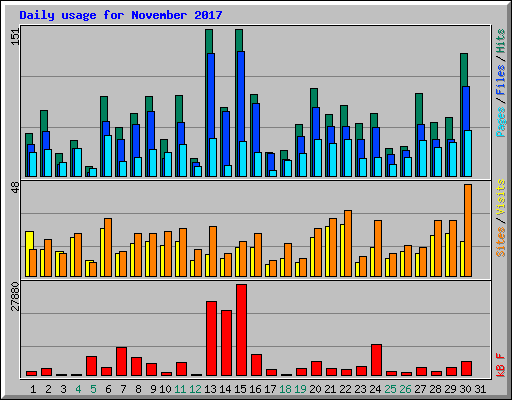 Daily usage for November 2017
151
Pages / Files / Hits
48
Sites / Visits
27880
kB F
1 2 3 4 5 6 7 8 9 10 11 12 13 14 15 16 17 18 19 20 21 22 23 24 25 26 27 28 29 30 31